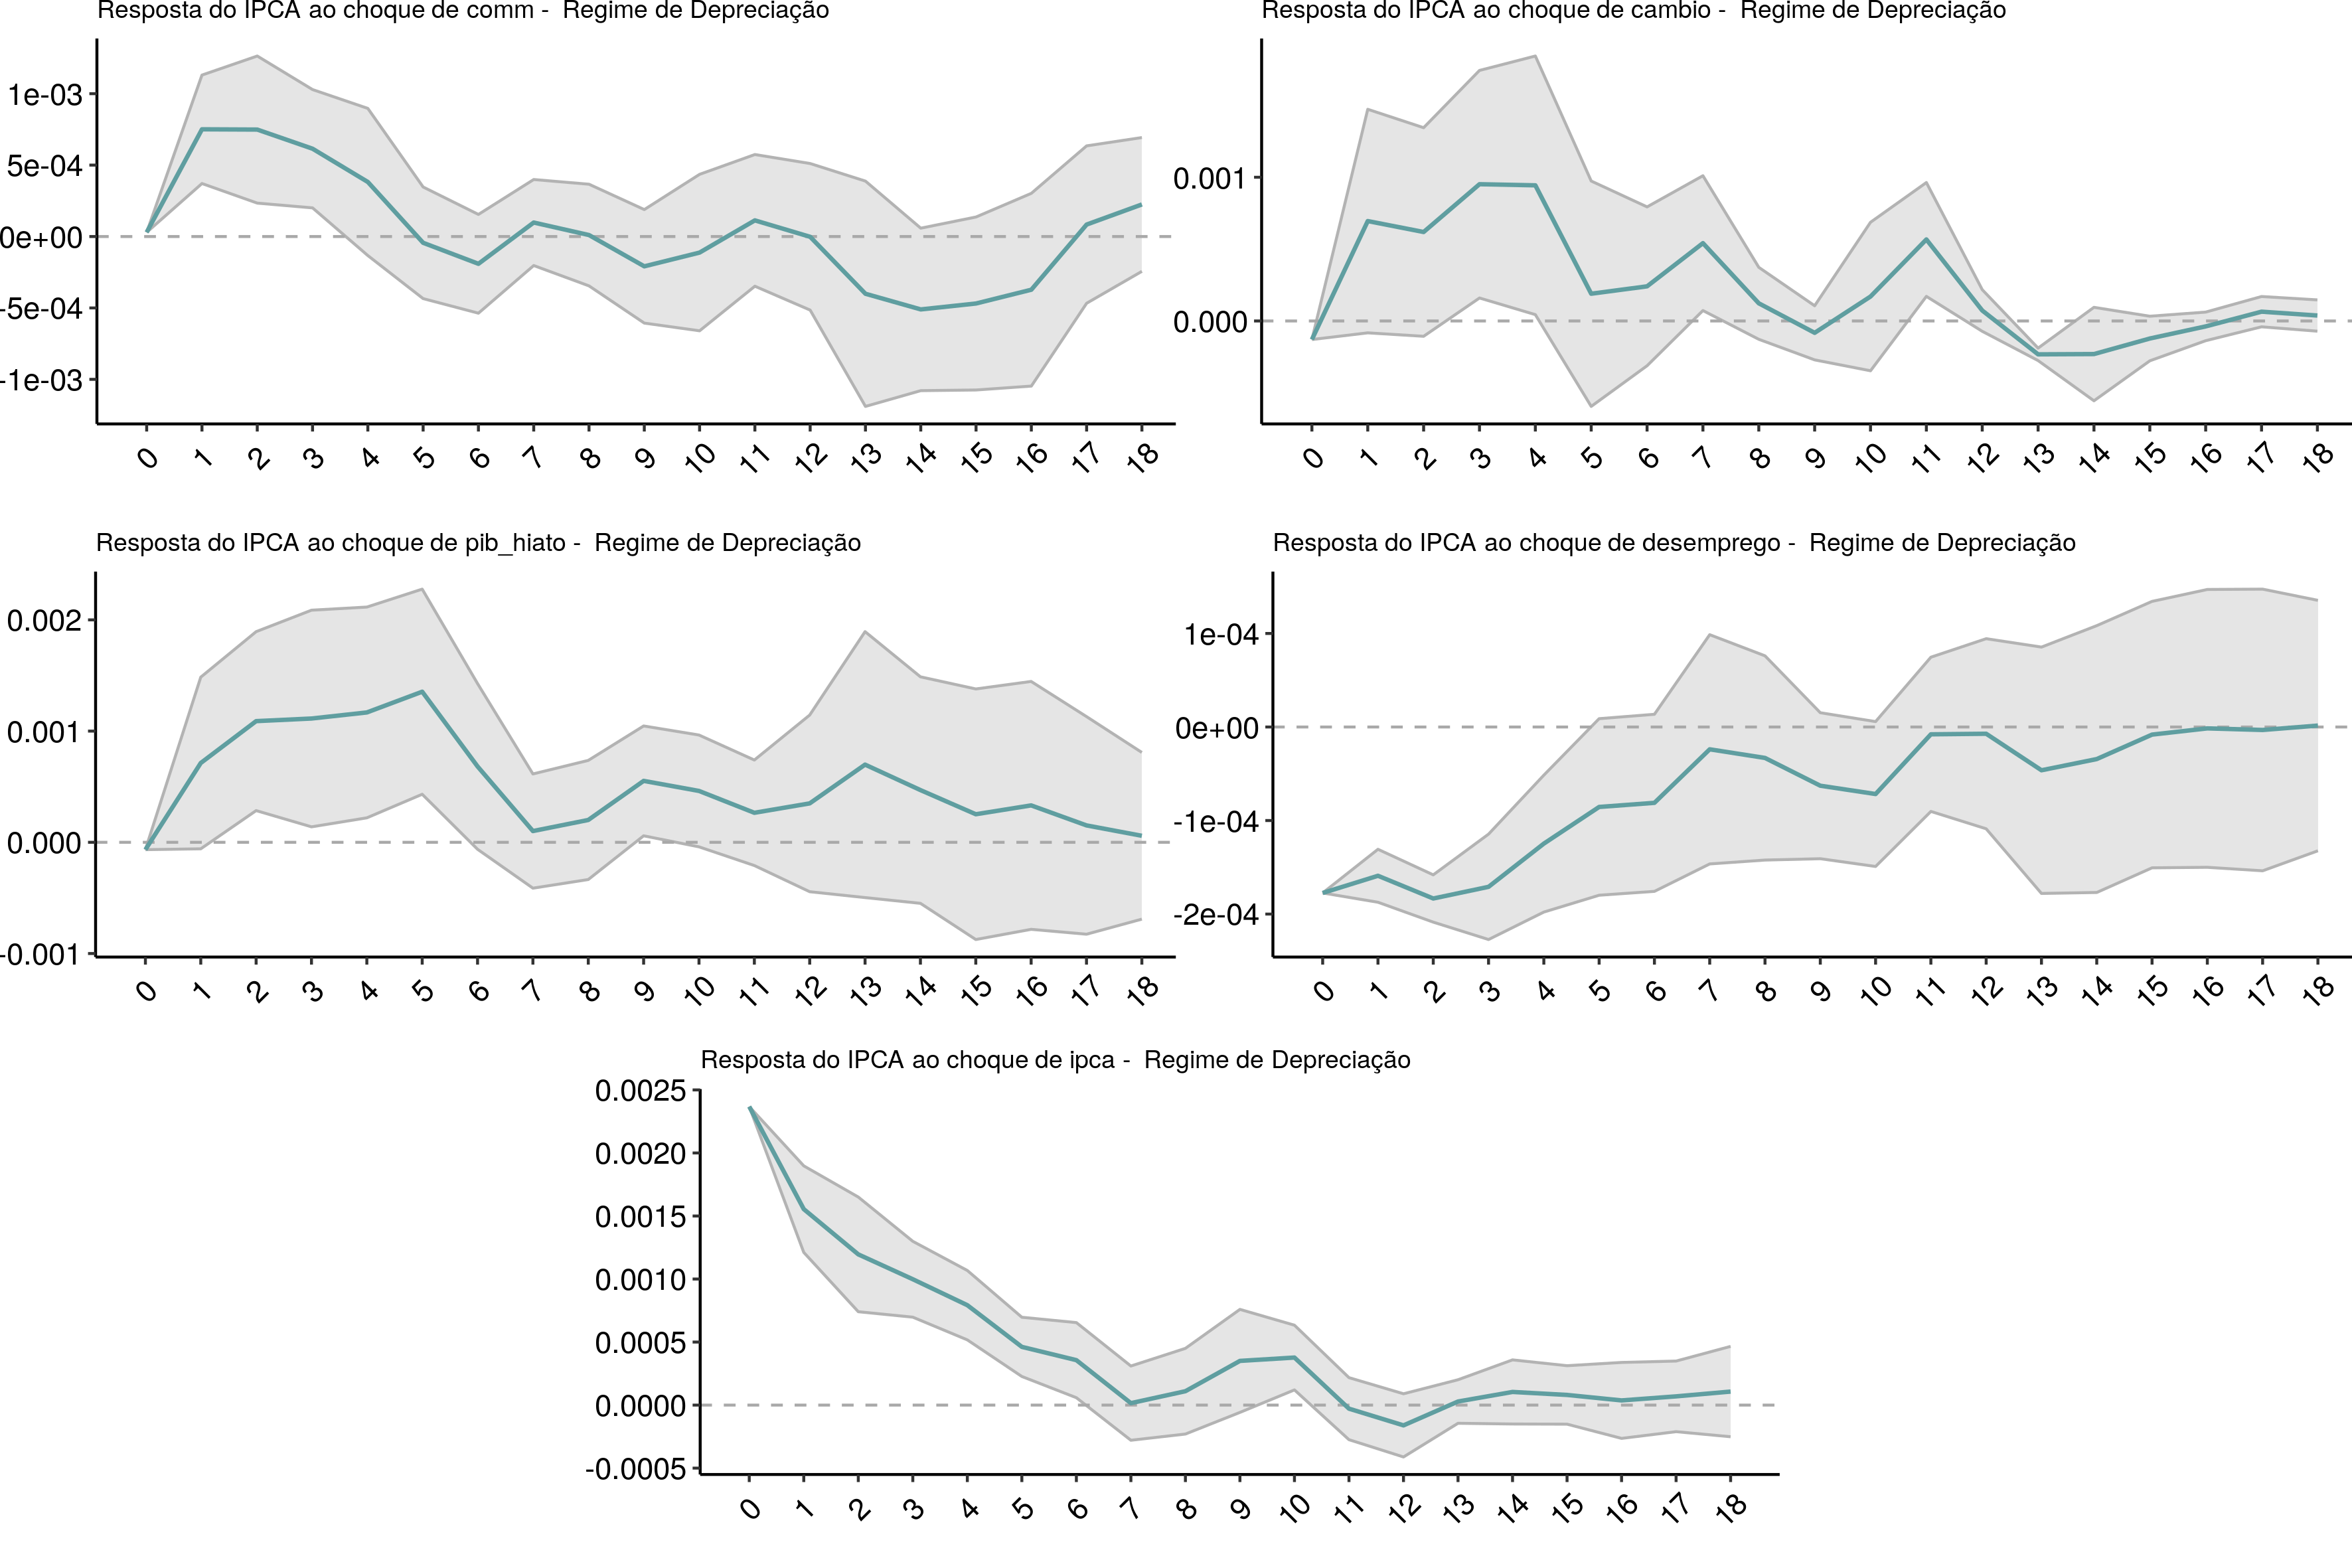 Resposta do IPCA ao choque de comm -  Regime de Depreciação
1e-03
5e-04
0e+00
-5e-04
-1e-03
0 1 2 3 4 5 6 7 8 9 10 11 12 13 14 15 16 17 18
Resposta do IPCA ao choque de cambio -  Regime de Depreciação
0.001
0.000
0 1 2 3 4 5 6 7 8 9 10 11 12 13 14 15 16 17 18
Resposta do IPCA ao choque de pib_hiato -  Regime de Depreciação
0.002
0.001
0.000
-0.001
0 1 2 3 4 5 6 7 8 9 10 11 12 13 14 15 16 17 18
Resposta do IPCA ao choque de desemprego -  Regime de Depreciação
1e-04
0e+00
-1e-04
-2e-04
0 1 2 3 4 5 6 7 8 9 10 11 12 13 14 15 16 17 18
Resposta do IPCA ao choque de ipca -  Regime de Depreciação
0.0025
0.0020
0.0015
0.0010
0.0005
0.0000
-0.0005
0 1 2 3 4 5 6 7 8 9 10 11 12 13 14 15 16 17 18